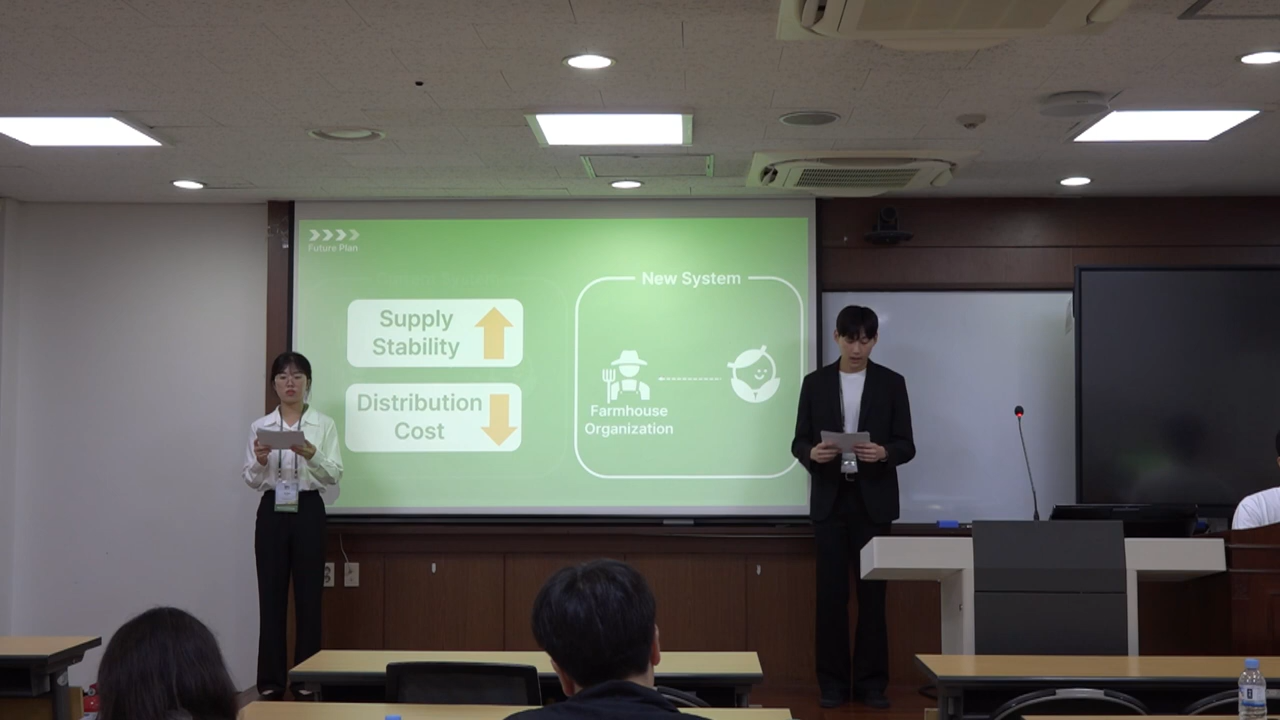 Future Plan
Supply
Stability
Distribution
Cost
New System
Farmhouse
Organization